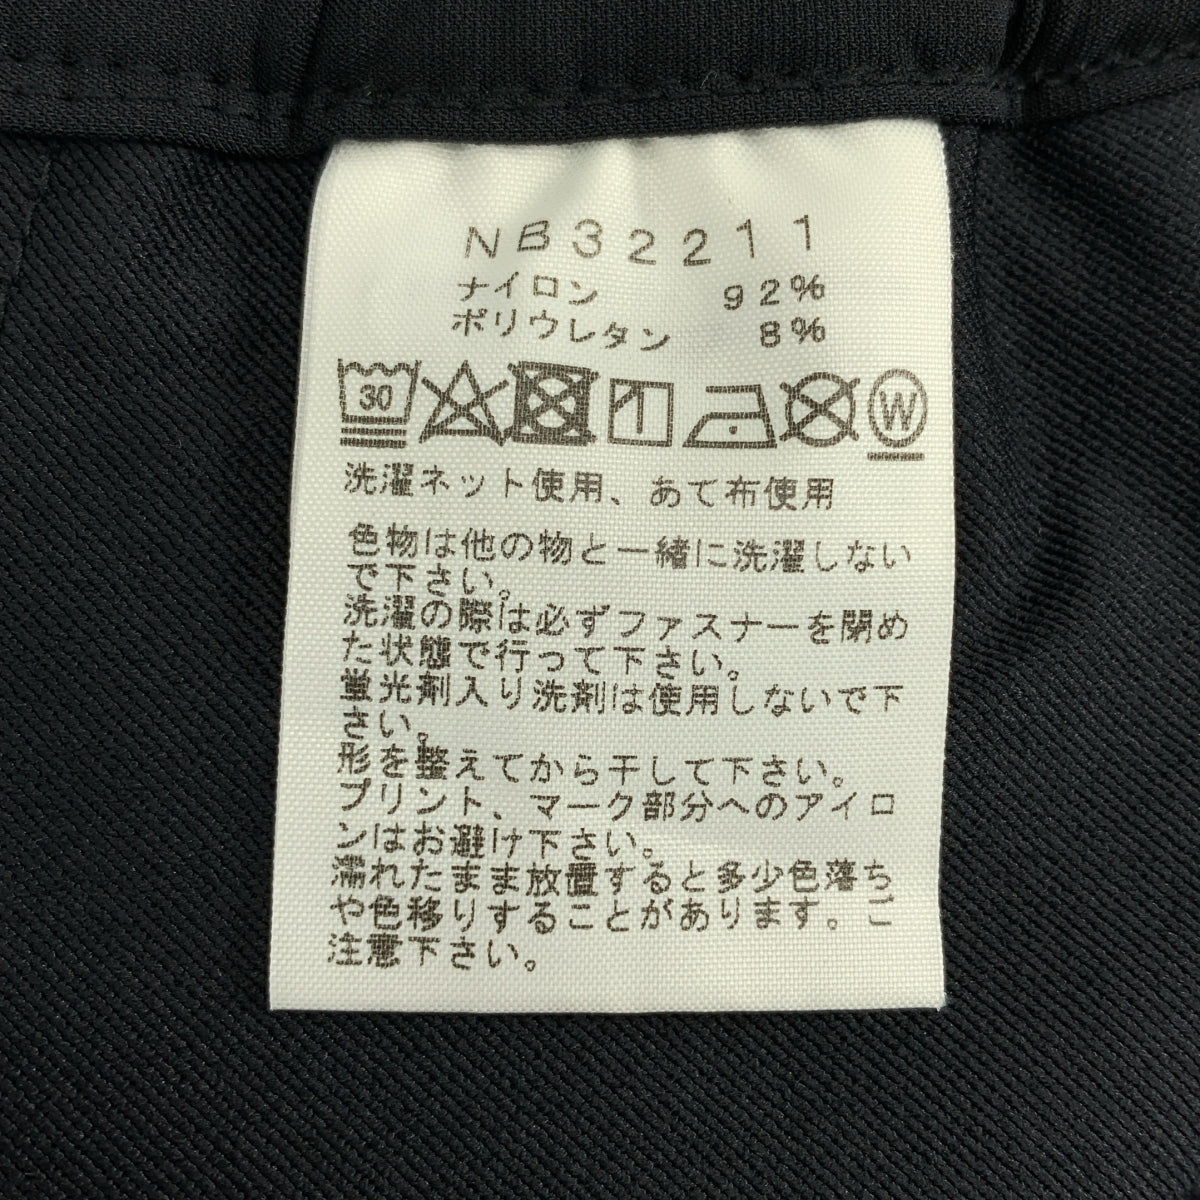 NB32211
ナイロン 92%
ポリウレタン 8%
30 1 W
洗濯ネット使用、あて布使用
色物は他の物と一緒に洗濯しない
で下さい。
洗濯の際は必ずファスナーを閉め
た状態で行って下さい。
蛍光剤入り洗剤は使用しないで下
さい。
形を整えてから干して下さい。
プリント、マーク部分へのアイロ
ンはお避け下さい。
濡れたまま放置すると多少色落ち
や色移りすることがあります。ご
注意下さい。